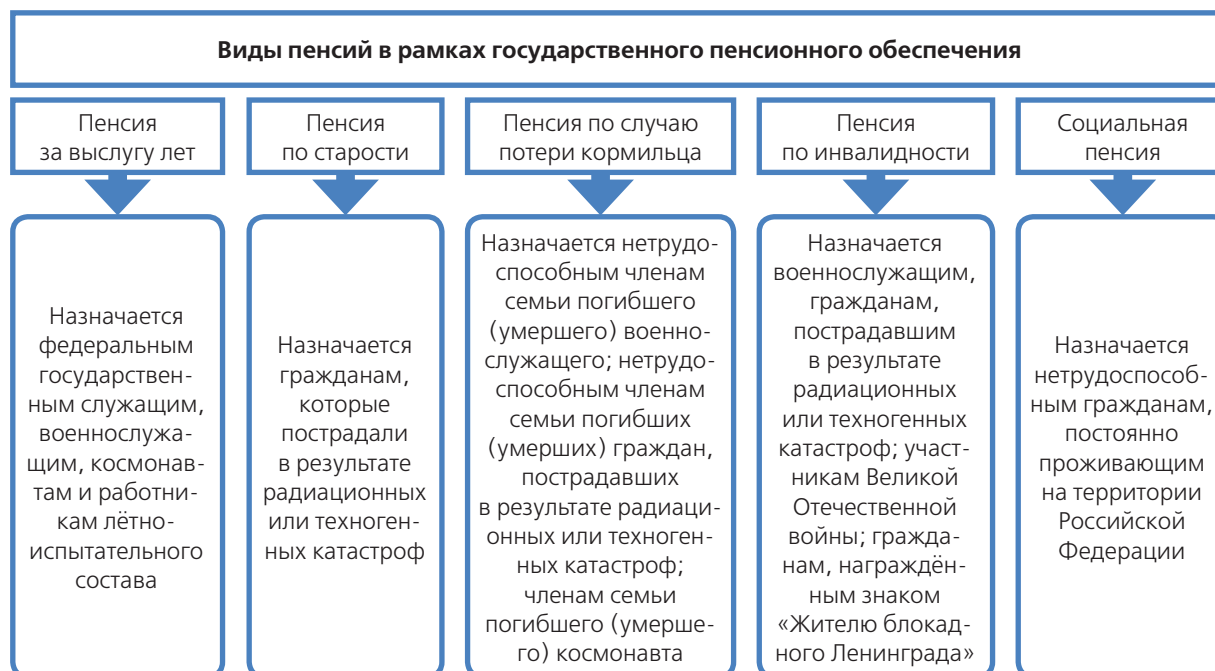 Виды пенсий в рамках государственного пенсионного обеспечения
Пенсия
за выслугу лет
Пенсия
по старости
Пенсия по случаю
потери кормильца
Пенсия
по инвалидности
Социальная
пенсия
Назначается
федеральным
государствен-
ным служащим,
военнослужа-
щим, космонав-
там и работни-
кам лётно-
испытательного
состава
Назначается
гражданам,
которые
пострадали
в результате
радиационных
или техноген-
ных катастроф
Назначается нетрудо-
способным членам
семьи погибшего
(умершего) военно-
служащего; нетрудо-
способным членам
семьи погибших
(умерших) граждан,
пострадавших
в результате радиаци-
онных или техноген-
ных катастроф;
членам семьи
погибшего (умерше-
го) космонавта
Назначается
военнослужащим,
гражданам,
пострадавшим
в результате
радиационных
или техногенных
катастроф; участ-
никам Великой
Отечественной
войны; гражда-
нам, награждён-
ным знаком
«Жителю блокад-
ного Ленинграда»
Назначается
нетрудоспособ-
ным гражданам,
постоянно
проживающим
на территории
Российской
Федерации